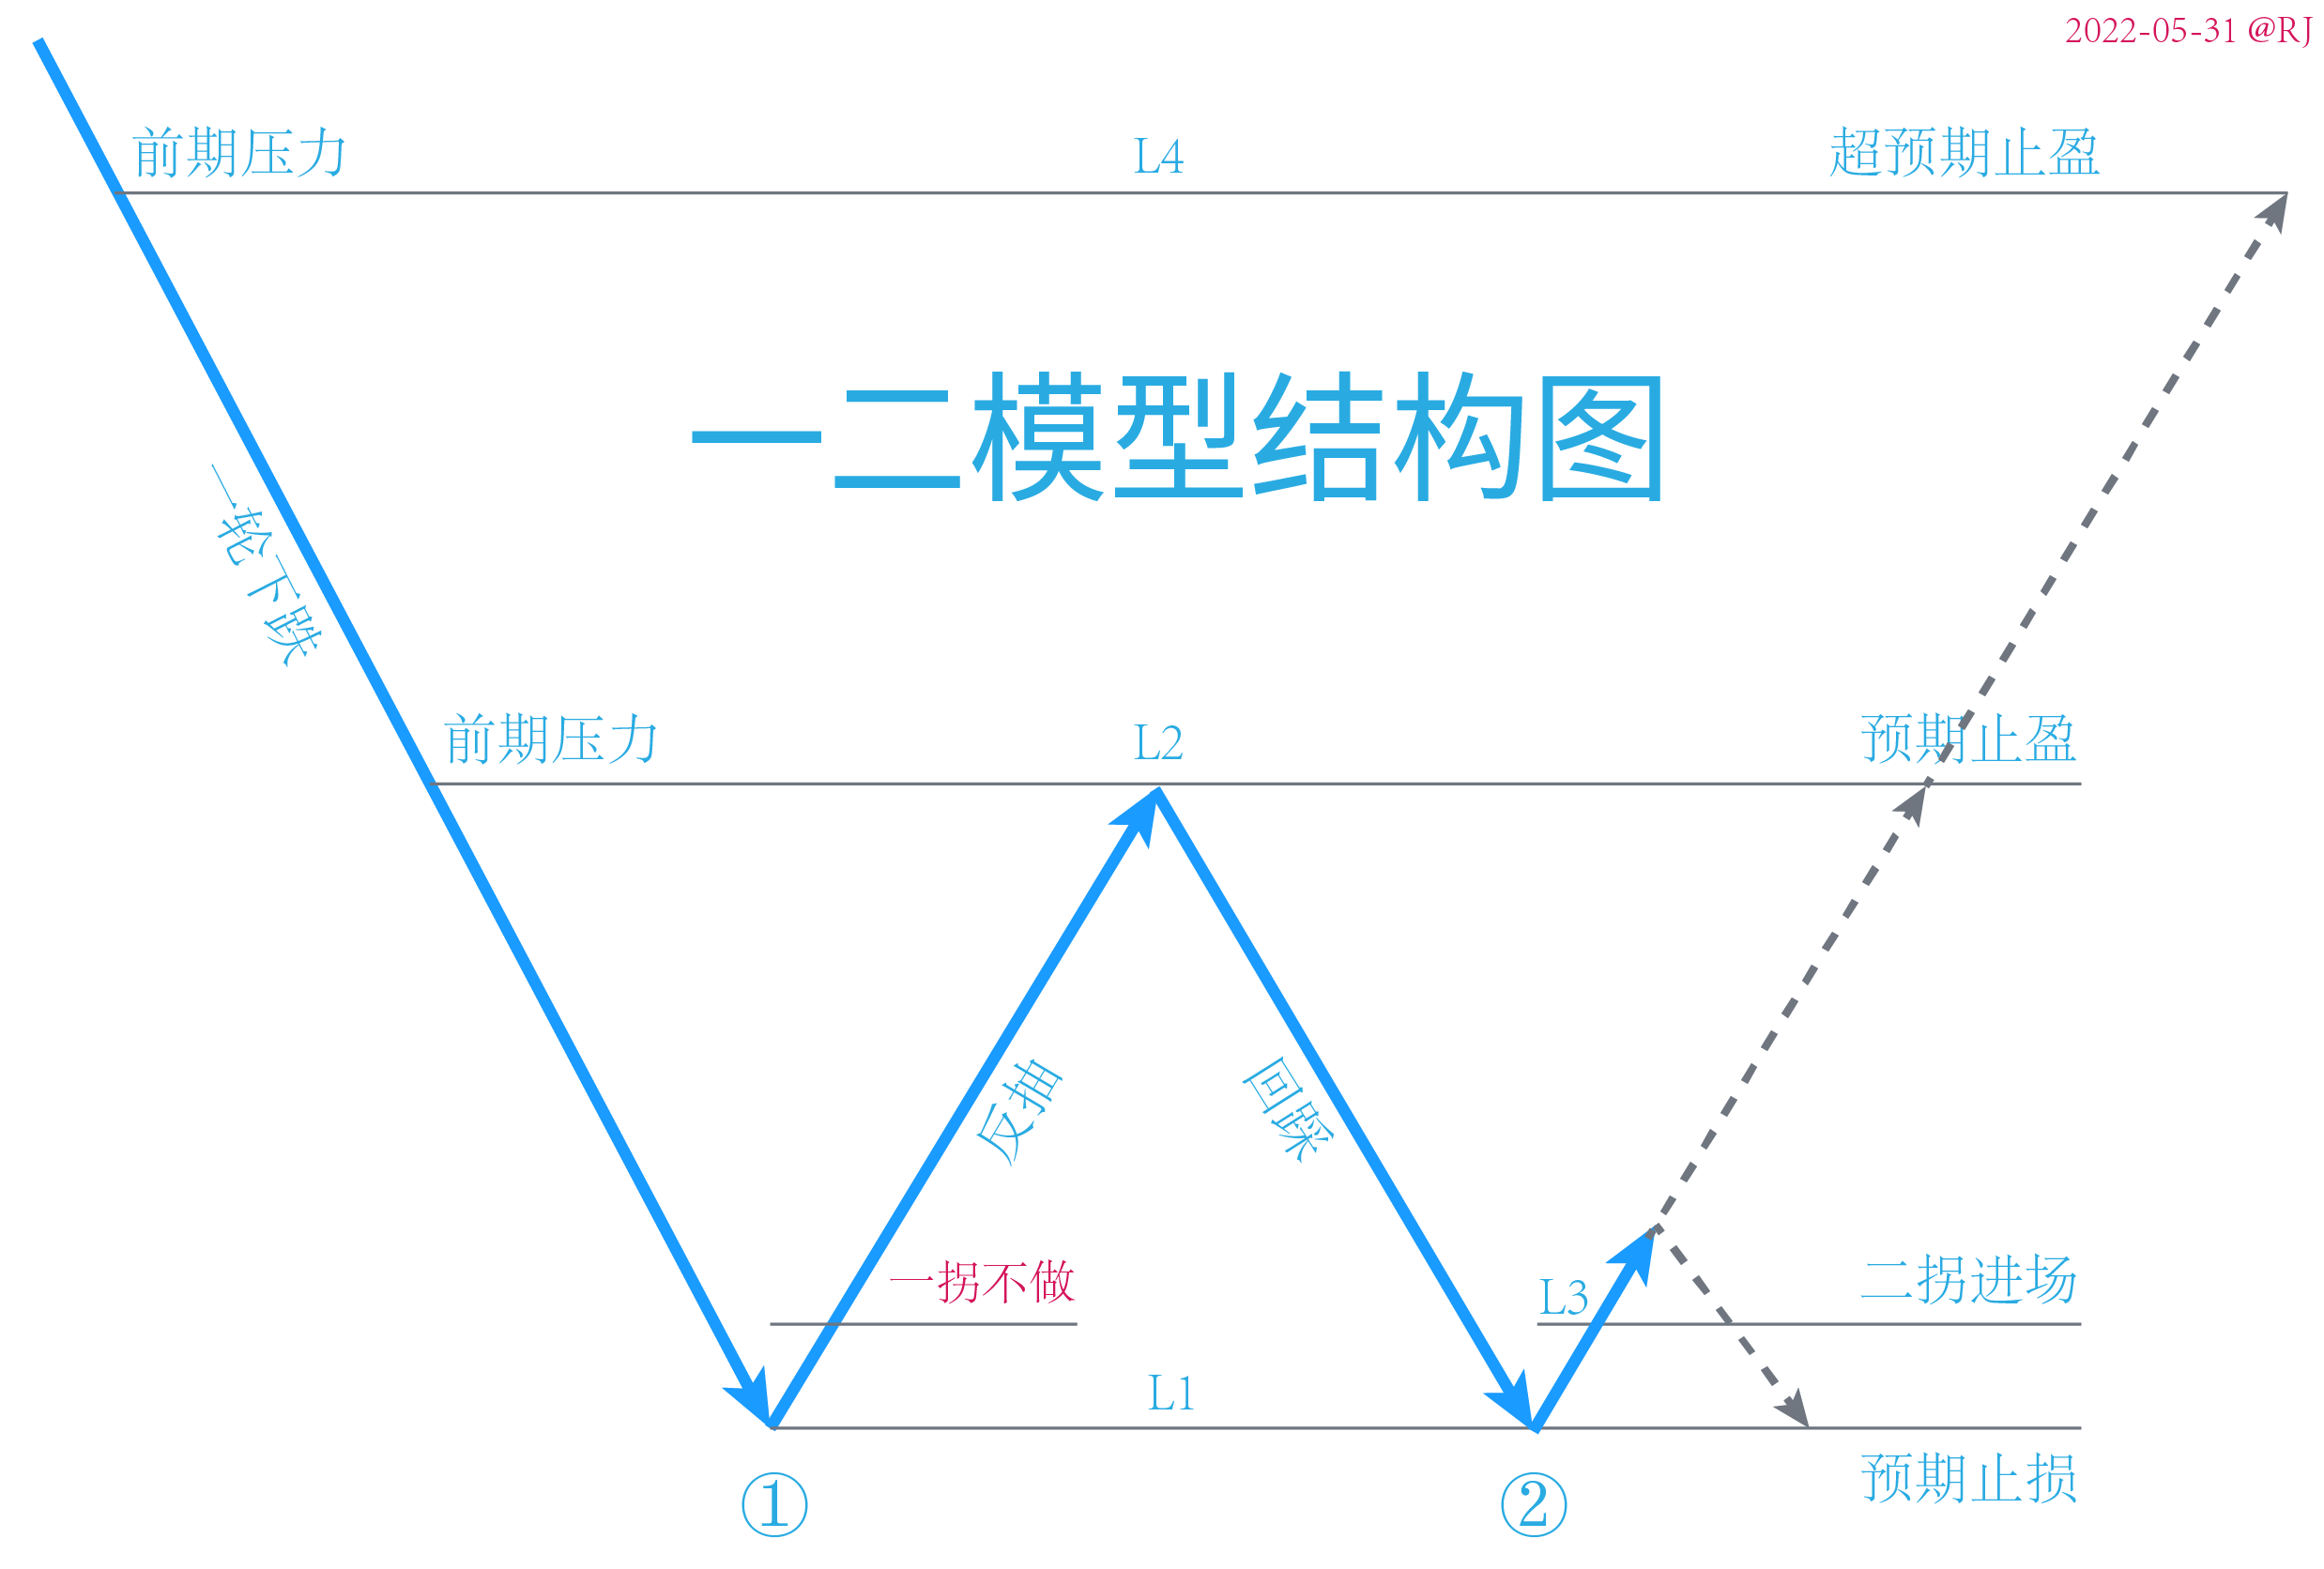 2022-05-31 @RJ
前期压力
L4
超预期止盈
一二模型结构图
一老下跌
前期压力
L2
预期止盈
反弹
回踩
一拐不做
L3
二拐进场
L1
预期止损
①
②